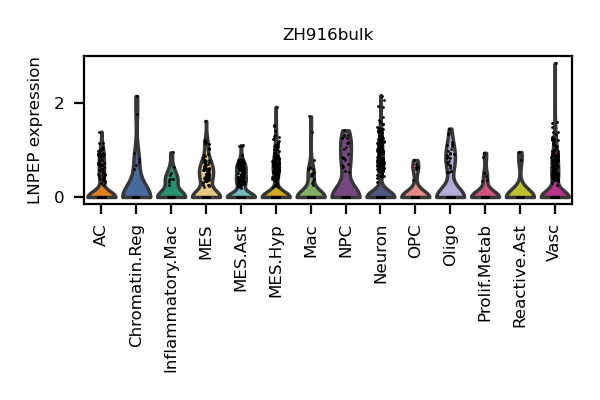 ZH916bulk
LNPEP expression
2
0
AC
Chromatin.Reg
Inflammatory.Mac
MES
MES.Ast
MES.Hyp
Mac
NPC
Neuron
OPC
Oligo
Prolif.Metab
Reactive.Ast
Vasc